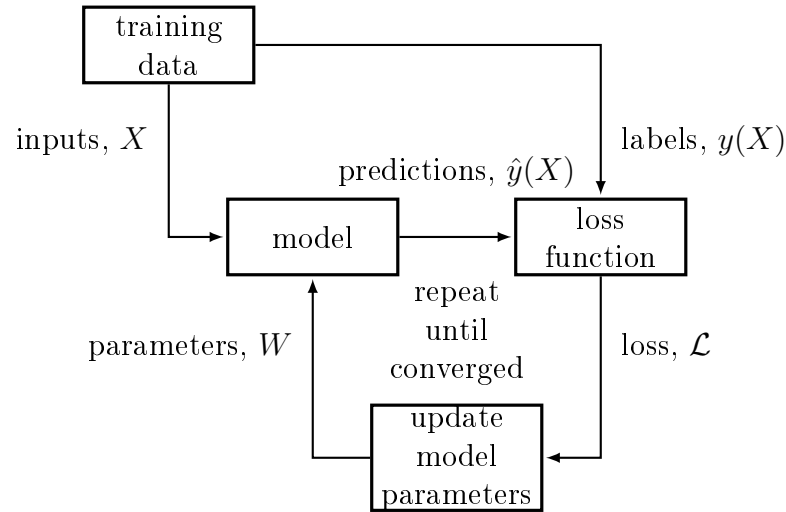 training
data
inputs, X
labels, y(X)
predictions, ŷ(X)
model
loss
function
repeat
until
converged
parameters, W
loss, ℒ
update
model
parameters